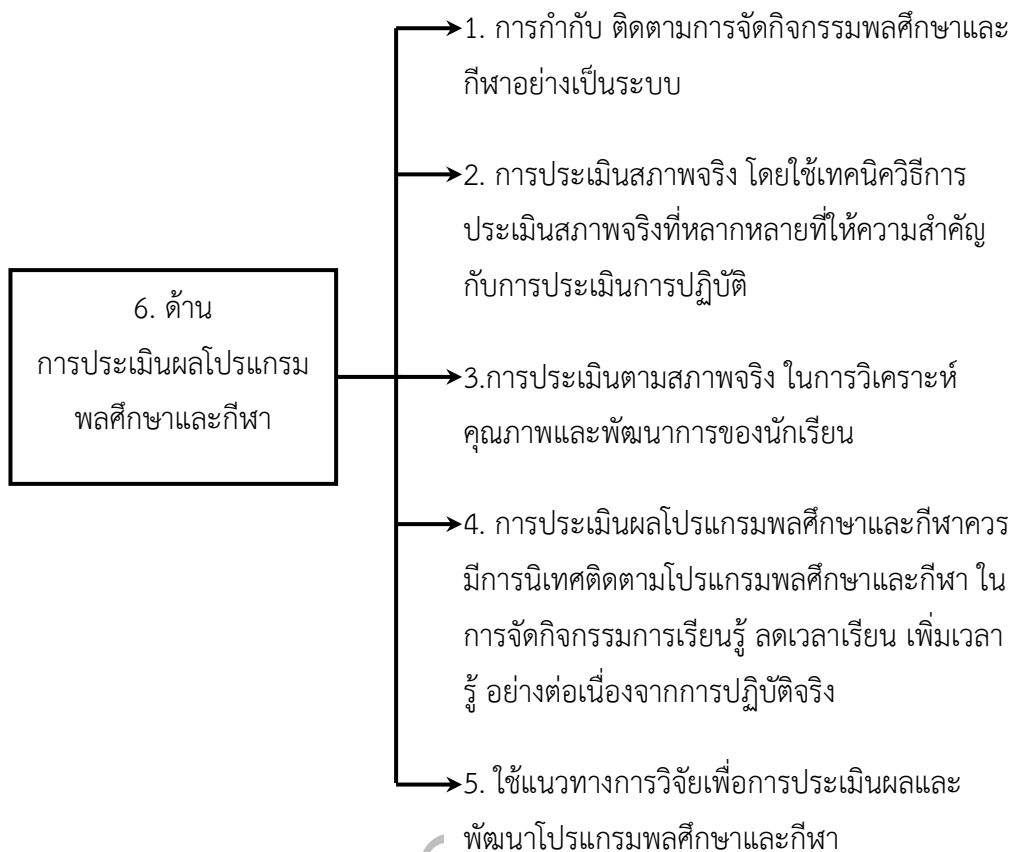 1. การกำกับ ติดตามการจัดกิจกรรมพลศึกษาและ
กีฬาอย่างเป็นระบบ
2. การประเมินสภาพจริง โดยใช้เทคนิควิธีการ
ประเมินสภาพจริงที่หลากหลายที่ให้ความสำคัญ
กับการประเมินการปฏิบัติ
6. ด้าน
การประเมินผลโปรแกรม
พลศึกษาและกีฬา
3.การประเมินตามสภาพจริง ในการวิเคราะห์
คุณภาพและพัฒนาการของนักเรียน
4. การประเมินผลโปรแกรมพลศึกษาและกีฬาควร
มีการนิเทศติดตามโปรแกรมพลศึกษาและกีฬา ใน
การจัดกิจกรรมการเรียนรู้ ลดเวลาเรียน เพิ่มเวลา
รู้ อย่างต่อเนื่องจากการปฏิบัติจริง
5. ใช้แนวทางการวิจัยเพื่อการประเมินผลและ
พัฒนาโปรแกรมพลศึกษาและกีฬา